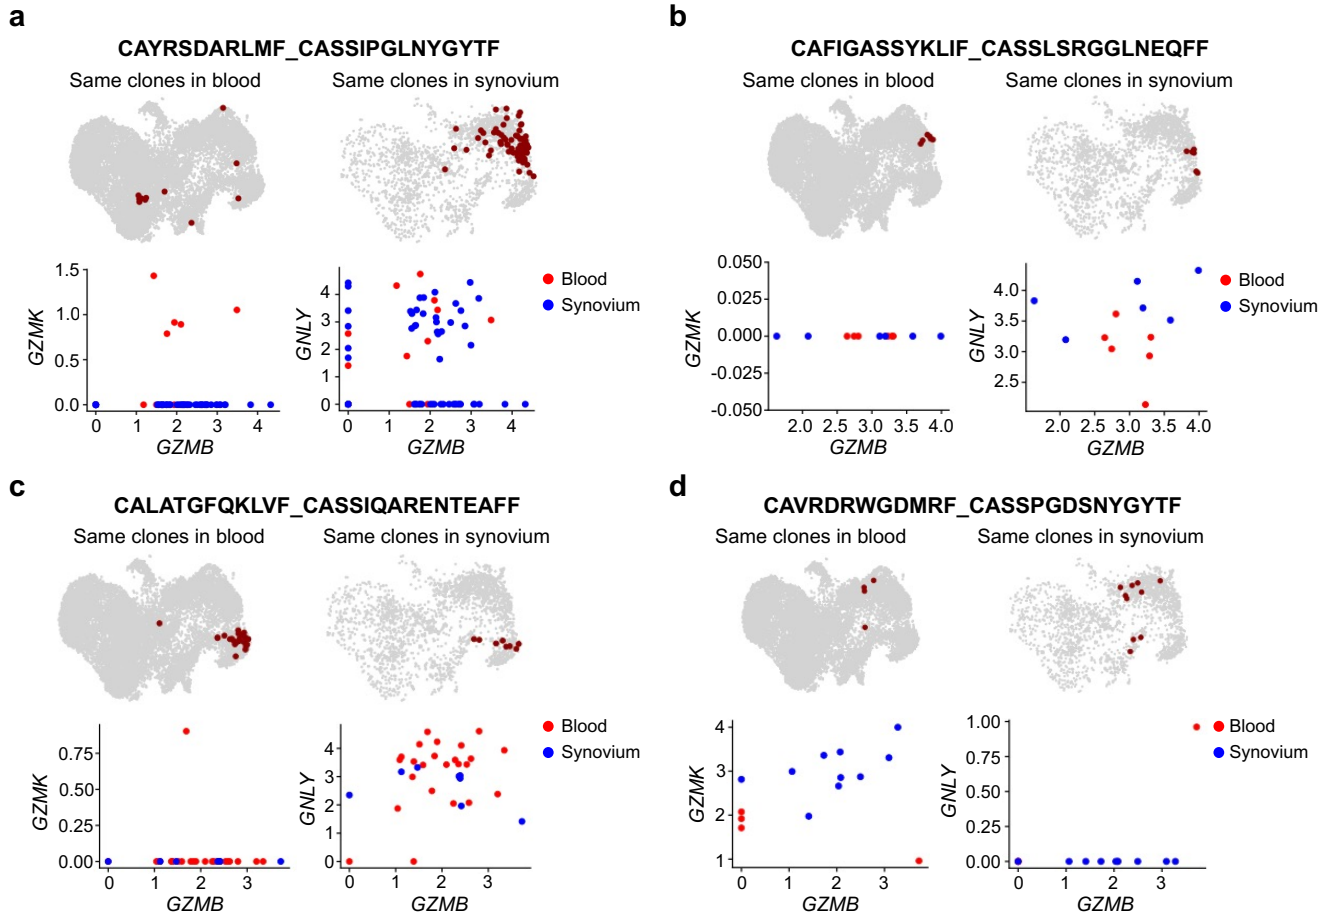 a
CAYRSDARLMF_CASSIPGLNYGYTF
Same clones in blood
Same clones in synovium
1.5
1.0
0.5
0.0
GZMK
0 1 2 3 4
GZMB
4
3
2
1
0
GNLY
0 1 2 3 4
GZMB
Blood
Synovium
b
CAFIGASSYKLIF_CASSLSRGGLNEQFF
Same clones in blood
Same clones in synovium
0.050
0.025
0.000
-0.025
-0.050
GZMK
2.0 2.5 3.0 3.5 4.0
GZMB
4.0
3.5
3.0
2.5
GNLY
2.0 2.5 3.0 3.5 4.0
GZMB
Blood
Synovium
c
CALATGFQKLVF_CASSIQARENTEAFF
Same clones in blood
Same clones in synovium
0.75
0.50
0.25
0.00
GZMK
0 1 2 3
GZMB
4
3
2
1
0
GNLY
0 1 2 3
GZMB
Blood
Synovium
d
CAVRDRWGDMRF_CASSPGDSNYGYTF
Same clones in blood
Same clones in synovium
4
3
2
1
GZMK
0 1 2 3
GZMB
1.00
0.75
0.50
0.25
0.00
GNLY
0 1 2 3
GZMB
Blood
Synovium